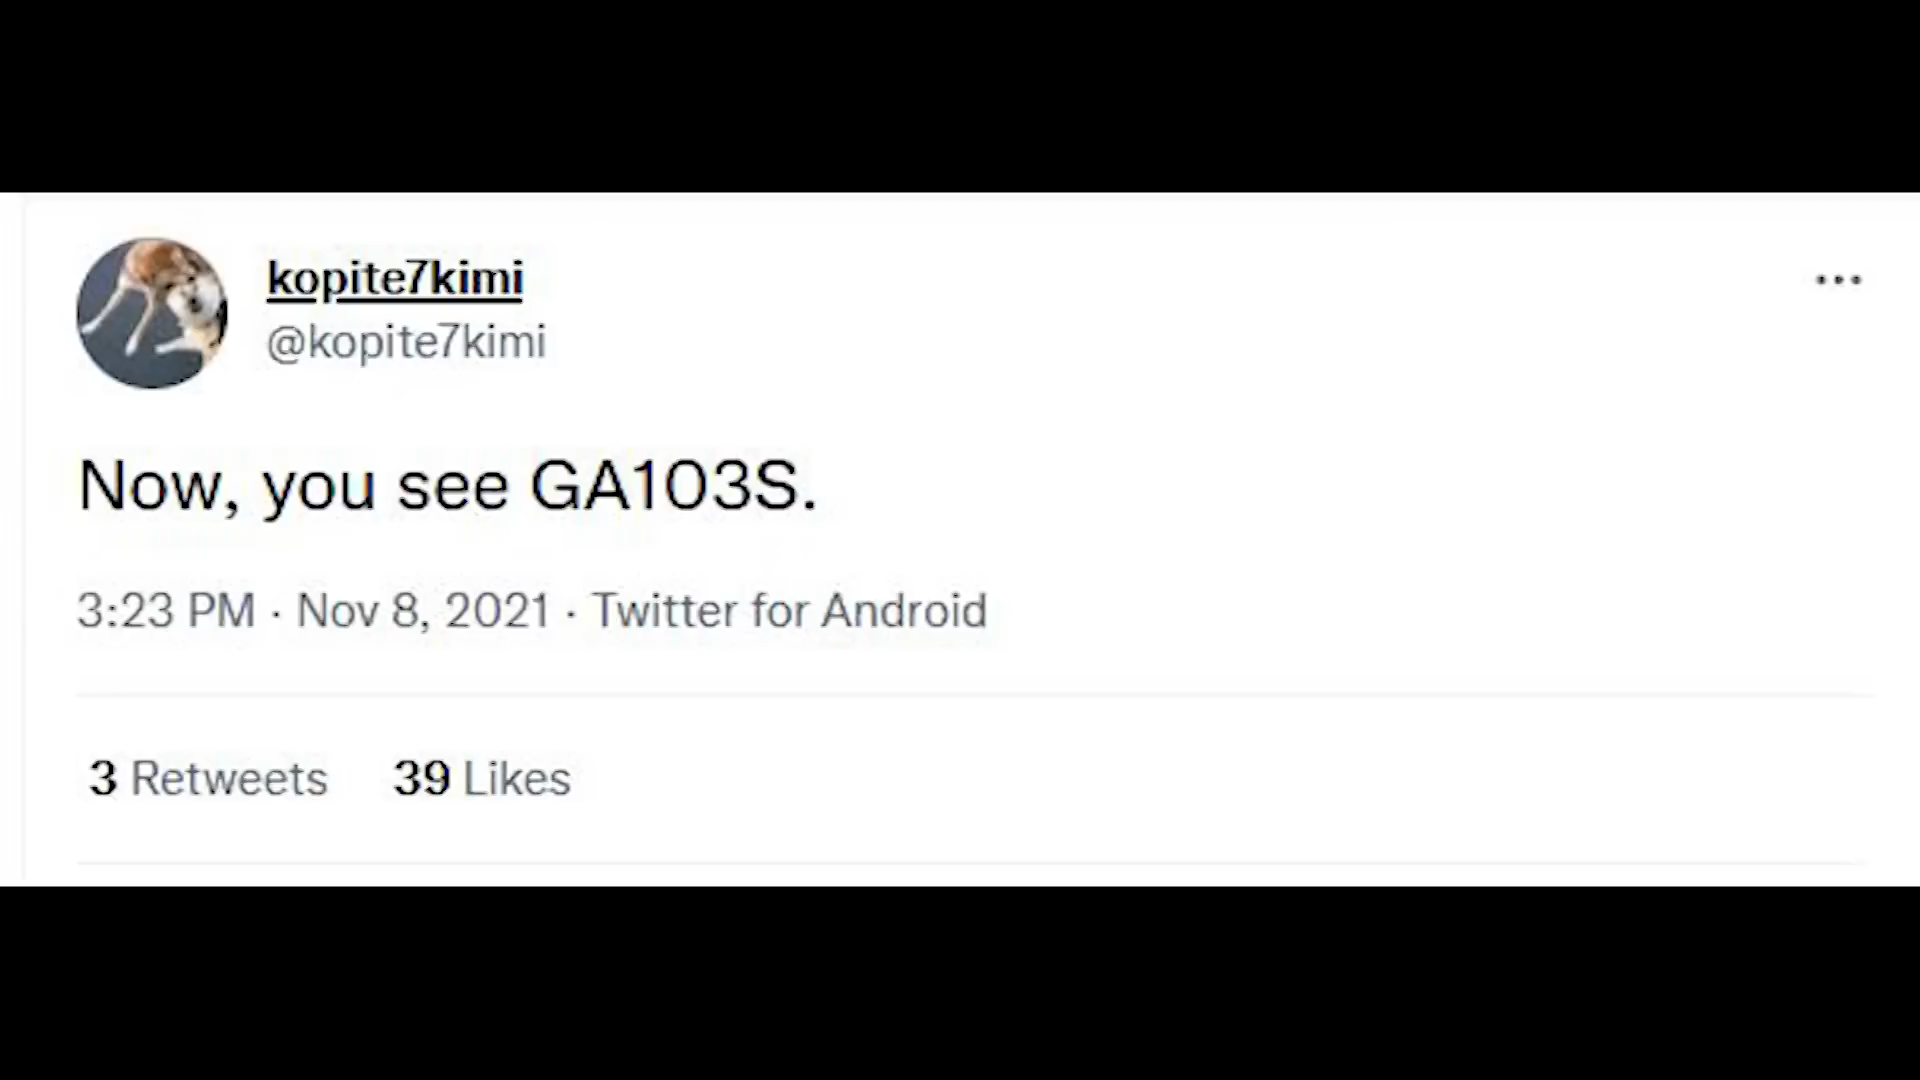 kopite7kimi
@kopite7kimi
Now, you see GA103S.
3:23 PM · Nov 8, 2021 · Twitter for Android
3 Retweets 39 Likes